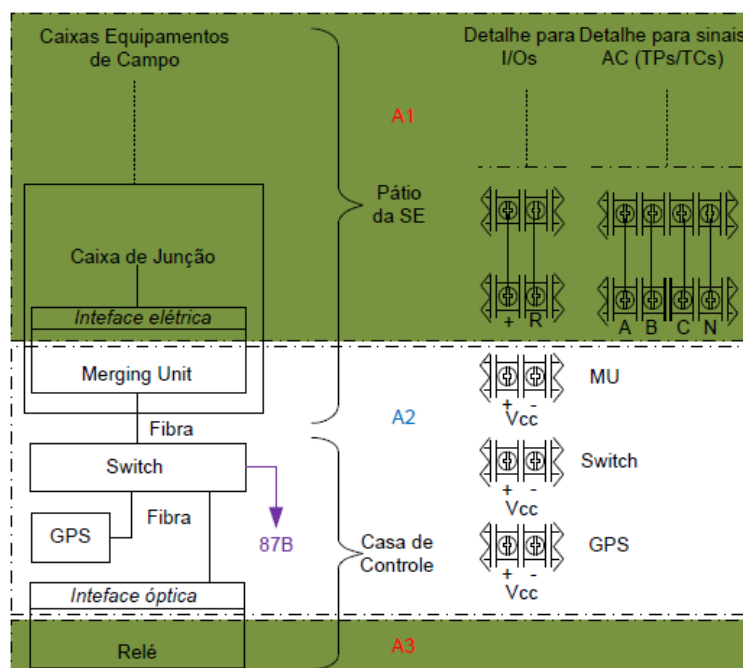 Caixas Equipamentos
de Campo
Detalhe para
I/Os
Detalhe para sinais
AC (TPs/TCs)
A1
Pátio
da SE
Caixa de Junção
Inteface elétrica
+ R
A B C N
Merging Unit
MU
+ -
Vcc
Fibra
A2
Switch
Switch
+ -
Vcc
Fibra
GPS
87B
Casa de
Controle
GPS
+ -
Vcc
Inteface óptica
Relé
A3